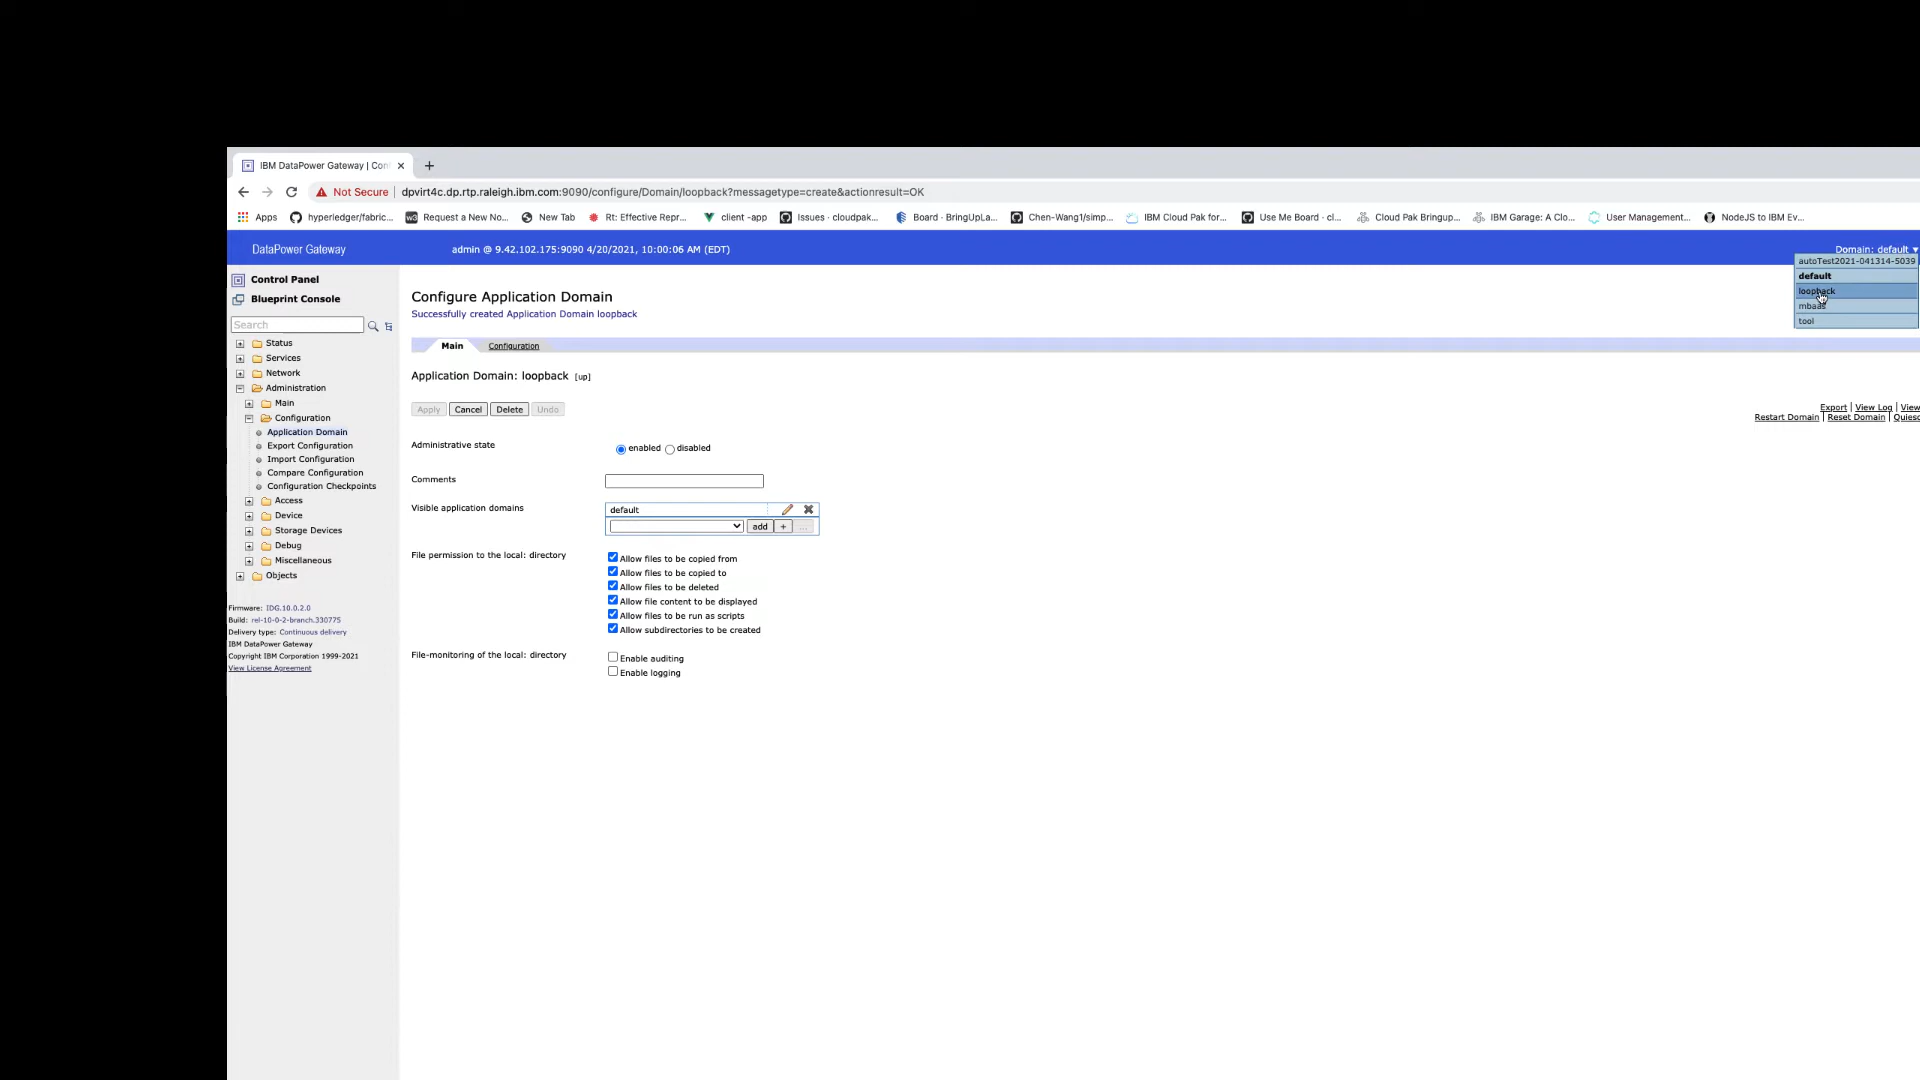 IBM DataPower Gateway | Con
Not Secure | dpvirt4c.dp.rtp.raleigh.ibm.com:9090/configure/Domain/loopback?messagetype=create&actionresult=OK
Apps hyperledger/fabric... Request a New No... New Tab Rt: Effective Repr... client -app Issues · cloudpak... Board - BringUpLa... Chen-Wang1/simp... IBM Cloud Pak for... Use Me Board · cl... Cloud Pak Bringup... IBM Garage: A Clo... User Management... NodeJS to IBM Ev...
DataPower Gateway admin @ 9.42.102.175:9090 4/20/2021, 10:00:06 AM (EDT) Domain: default
autoTest2021-041314-5039
default
loopback
mbaas
tool
Control Panel
Blueprint Console
Search
Status
Services
Network
Administration
Main
Configuration
Application Domain
Export Configuration
Import Configuration
Compare Configuration
Configuration Checkpoints
Access
Device
Storage Devices
Debug
Miscellaneous
Objects
Firmware: IDG.10.0.2.0
Build: rel-10-0-2-branch.330775
Delivery type: Continuous delivery
IBM DataPower Gateway
Copyright IBM Corporation 1999-2021
View License Agreement
Configure Application Domain
Successfully created Application Domain loopback
Main Configuration
Application Domain: loopback [up]
Apply Cancel Delete Undo
Export | View Log | View
Restart Domain | Reset Domain | Quiesc
Administrative state enabled disabled
Comments
Visible application domains default
add + ...
File permission to the local: directory
Allow files to be copied from
Allow files to be copied to
Allow files to be deleted
Allow file content to be displayed
Allow files to be run as scripts
Allow subdirectories to be created
File-monitoring of the local: directory
Enable auditing
Enable logging